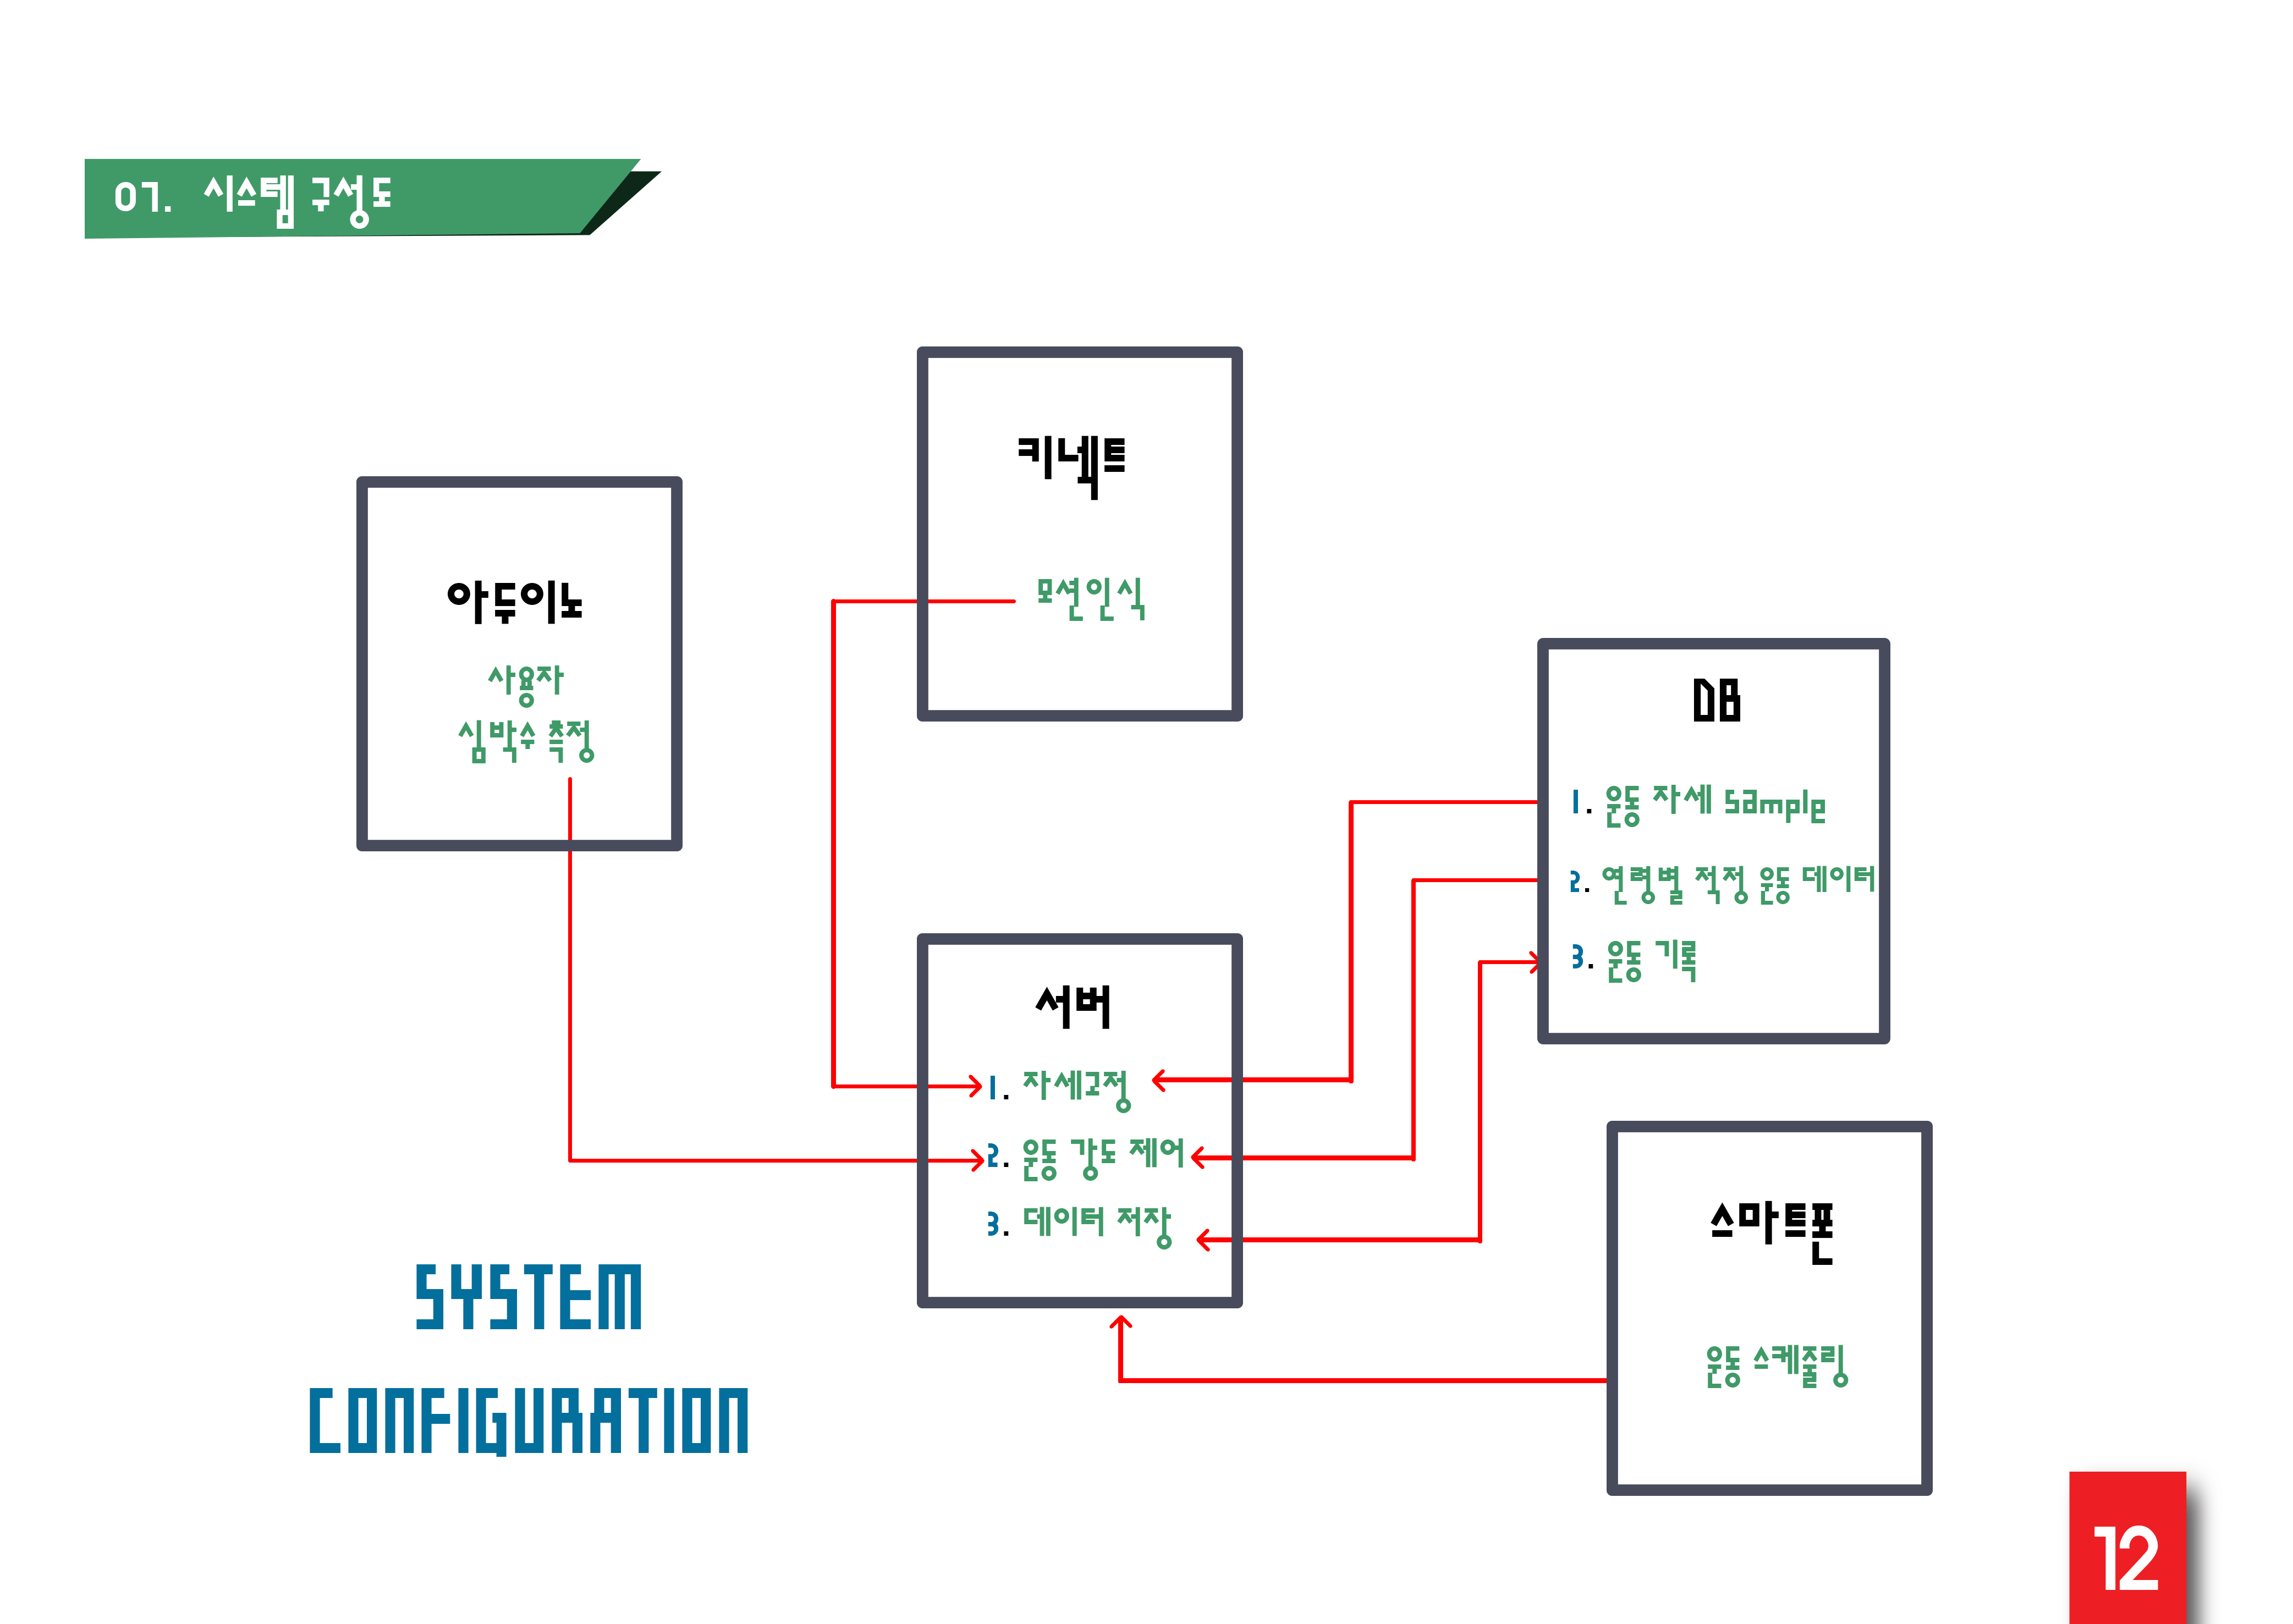 01. 시스템 구성도
키넥트
모션인식
아두이노
사용자
심박수 측정
DB
1. 운동 자세 Sample
2. 연령별 적정 운동 데이터
3. 운동 기록
서버
1. 자세교정
2. 운동 강도 제어
3. 데이터 저장
스마트폰
운동 스케줄링
SYSTEM
CONFIGURATION
12